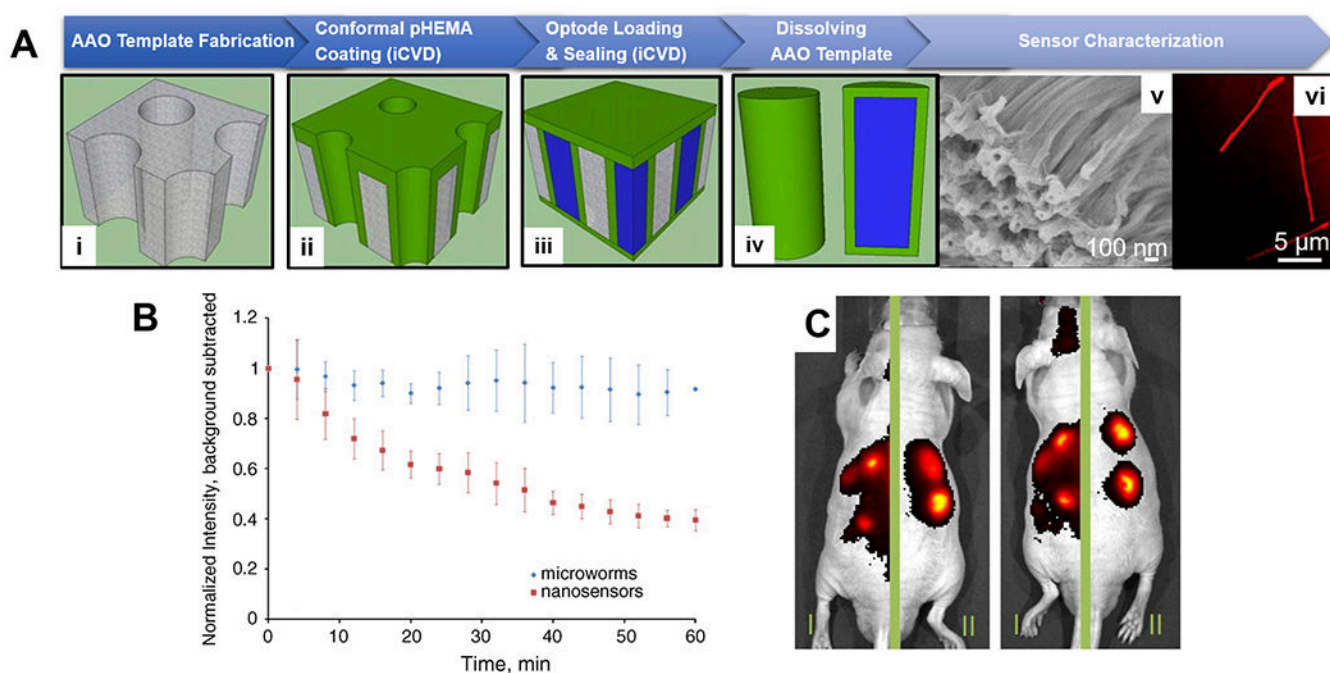 A
AAO Template Fabrication
Conformal pHEMA
Coating (iCVD)
Optode Loading
& Sealing (iCVD)
Dissolving
AAO Template
Sensor Characterization
i
ii
iii
iv
v
100 nm
vi
5 µm
B
Normalized Intensity, background subtracted
1.2
1
0.8
0.6
0.4
0.2
0
microworms
nanosensors
0
10
20
30
40
50
60
Time, min
C
I
II
I
II